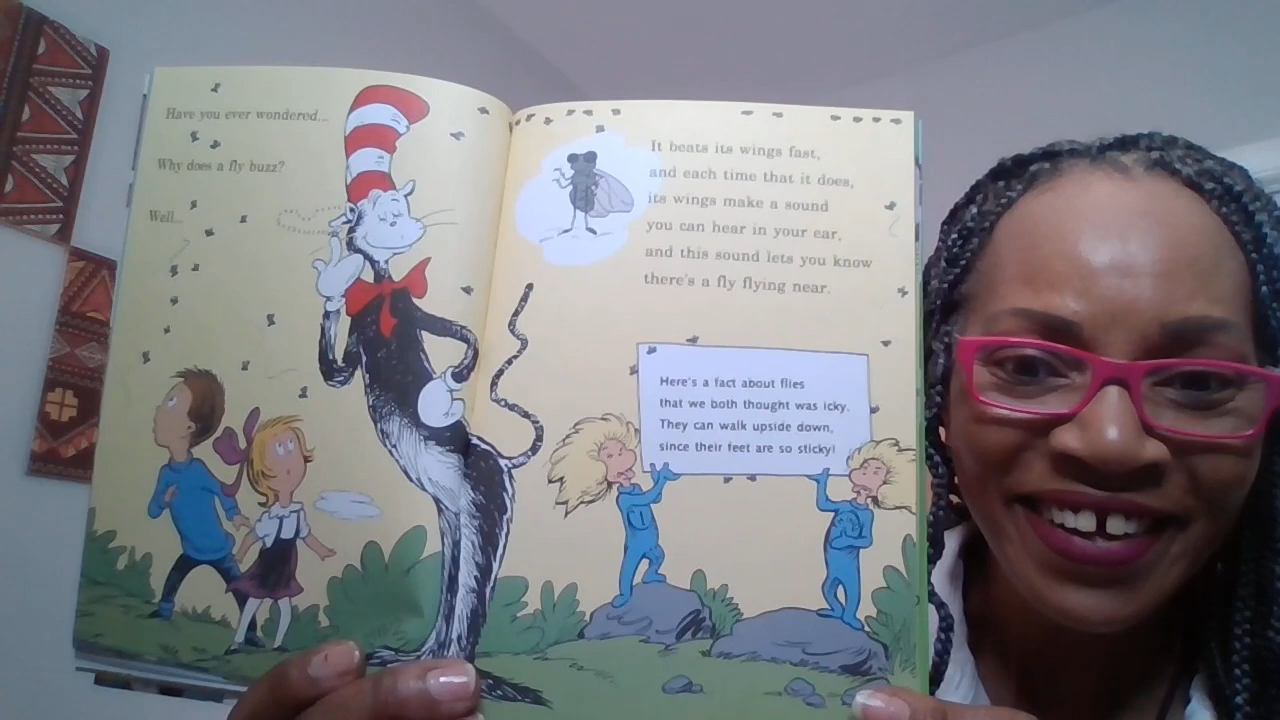 Have you ever wondered...
Why does a fly buzz?
Well...
It beats its wings fast,
and each time that it does,
its wings make a sound
you can hear in your ear,
and this sound lets you know
there's a fly flying near.
Here's a fact about flies
that we both thought was icky.
They can walk upside down,
since their feet are so sticky!